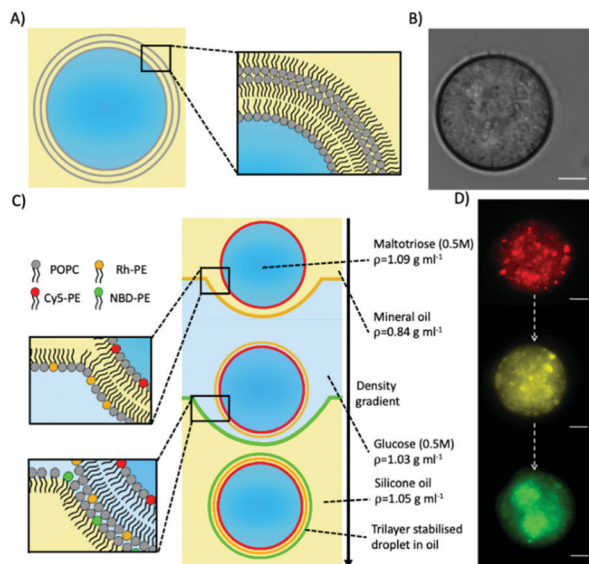 A)
B)
C)
D)
POPC
Rh-PE
Cy5-PE
NBD-PE
Maltotriose (0.5M)
ρ=1.09 g ml⁻¹
Mineral oil
ρ=0.84 g ml⁻¹
Density
gradient
Glucose (0.5M)
ρ=1.03 g ml⁻¹
Silicone oil
ρ=1.05 g ml⁻¹
Trilayer stabilised
droplet in oil